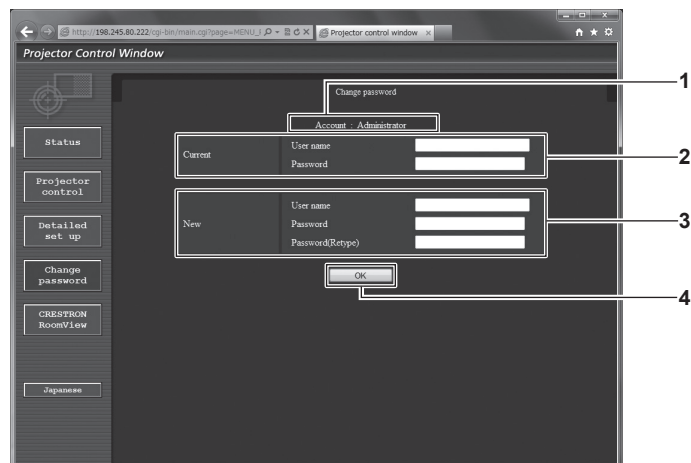 http://198.245.80.222/cgi-bin/main.cgi?page=MENU_
Projector control window
Projector Control Window
Change password
1
Account : Administrator
Status
Current
User name
Password
2
Projector
control
New
User name
Password
Password(Retype)
3
Detailed
set up
Change
password
OK
4
CRESTRON
RoomView
Japanese